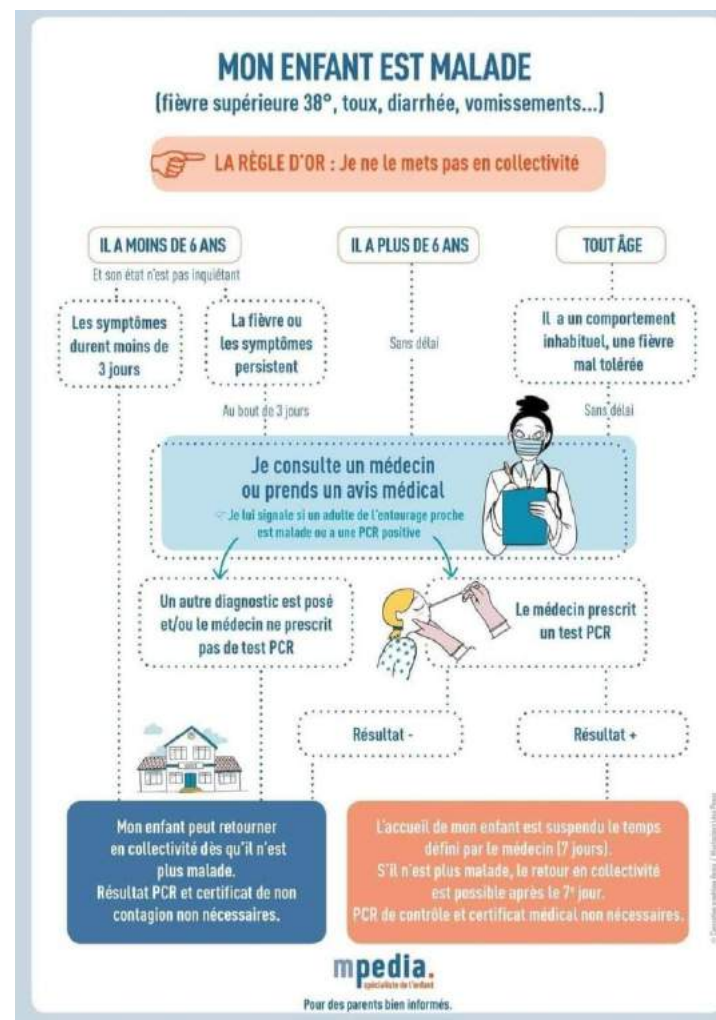 MON ENFANT EST MALADE
(fièvre supérieure 38°, toux, diarrhée, vomissements...)
LA RÈGLE D'OR : Je ne le mets pas en collectivité
IL A MOINS DE 6 ANS
IL A PLUS DE 6 ANS
TOUT ÂGE
Et son état n'est pas inquiétant
Les symptômes
durent moins de
3 jours
La fièvre ou
les symptômes
persistent
Sans délai
Il a un comportement
inhabituel, une fièvre
mal tolérée
Au bout de 3 jours
Sans délai
Je consulte un médecin
ou prends un avis médical
Je lui signale si un adulte de l'entourage proche
est malade ou a une PCR positive
Un autre diagnostic est posé
et/ou le médecin ne prescrit
pas de test PCR
Le médecin prescrit
un test PCR
Résultat -
Résultat +
Mon enfant peut retourner
en collectivité dès qu'il n'est
plus malade.
Résultat PCR et certificat de non
contagion non nécessaires.
L'accueil de mon enfant est suspendu le temps
défini par le médecin (7 jours).
S'il n'est plus malade, le retour en collectivité
est possible après le 7e jour.
PCR de contrôle et certificat médical non nécessaires.
mpedia.
spécialiste de l'enfant
Pour des parents bien informés.